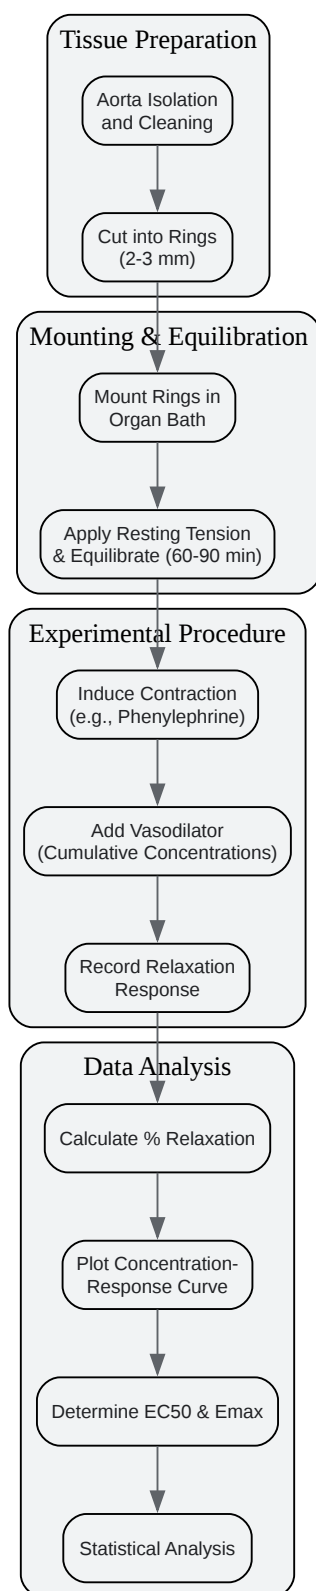 Tissue Preparation
Aorta Isolation
and Cleaning
Cut into Rings
(2-3 mm)
Mounting & Equilibration
Mount Rings in
Organ Bath
Apply Resting Tension
& Equilibrate (60-90 min)
Experimental Procedure
Induce Contraction
(e.g., Phenylephrine)
Add Vasodilator
(Cumulative Concentrations)
Record Relaxation
Response
Data Analysis
Calculate % Relaxation
Plot Concentration-
Response Curve
Determine EC50 & Emax
Statistical Analysis